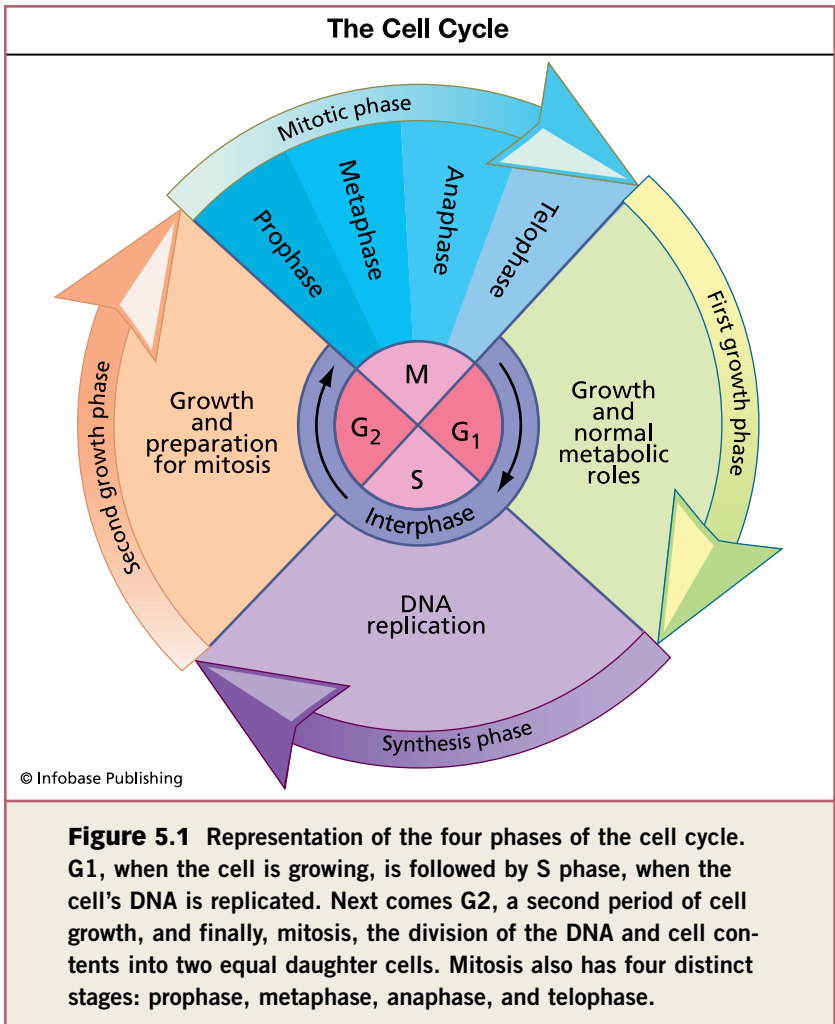 The Cell Cycle
Mitotic phase
Prophase
Metaphase
Anaphase
Telophase
First growth phase
Growth
and
normal
metabolic
roles
Second growth phase
Growth
and
preparation
for mitosis
M
G2
G1
S
Interphase
DNA
replication
Synthesis phase
© Infobase Publishing
Figure 5.1 Representation of the four phases of the cell cycle.
G1, when the cell is growing, is followed by S phase, when the
cell’s DNA is replicated. Next comes G2, a second period of cell
growth, and finally, mitosis, the division of the DNA and cell con-
tents into two equal daughter cells. Mitosis also has four distinct
stages: prophase, metaphase, anaphase, and telophase.